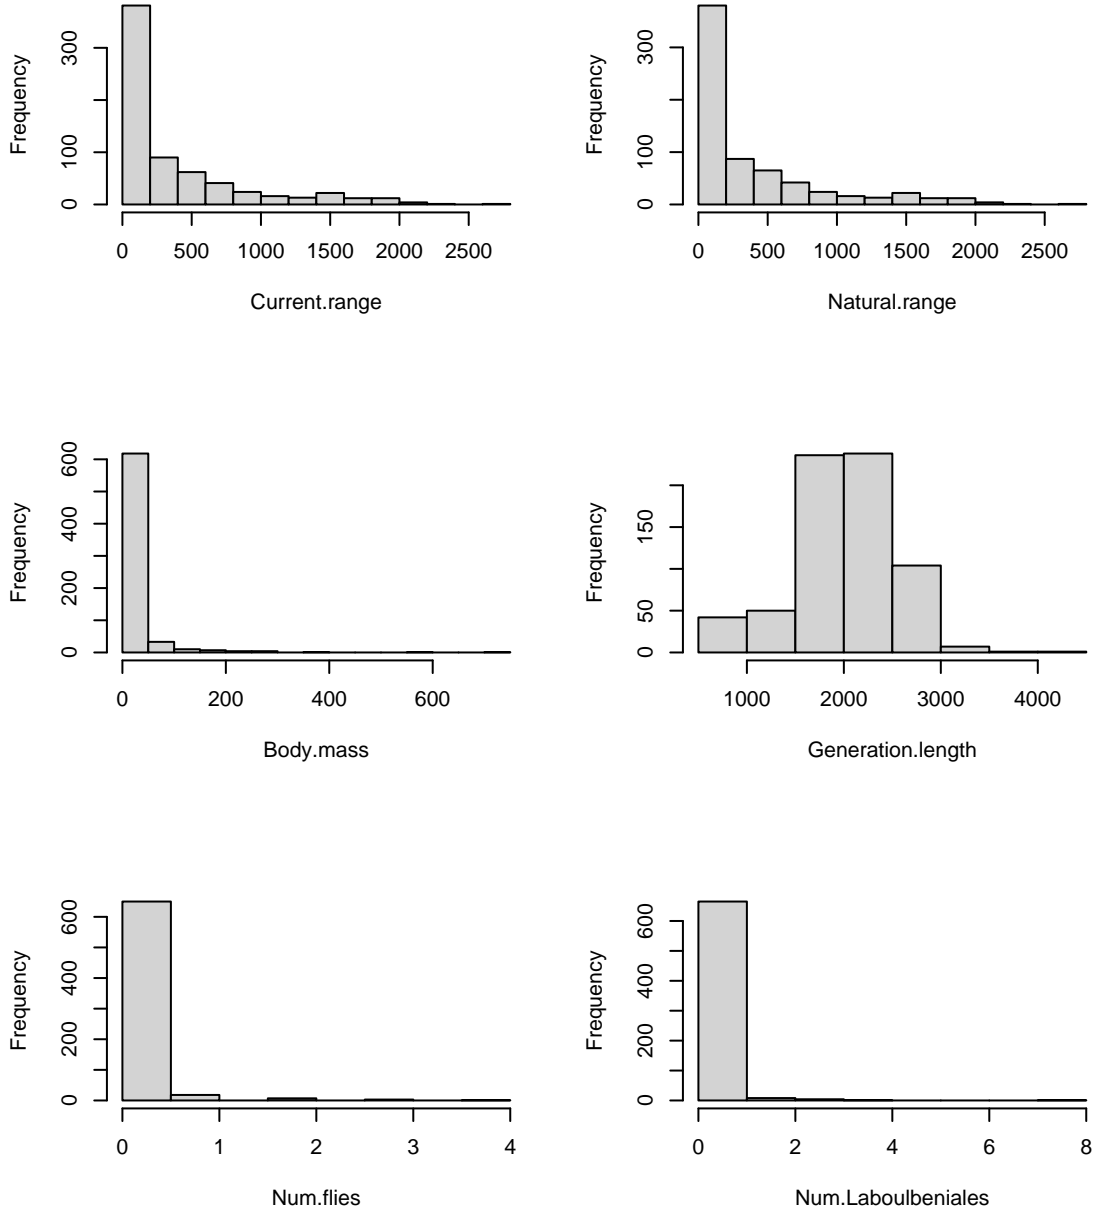 Frequency
0 100 300
0 500 1000 1500 2000 2500
Current.range
Frequency
0 100 300
0 500 1000 1500 2000 2500
Natural.range
Frequency
0 200 400 600
0 200 400 600
Body.mass
Frequency
0 50 150
1000 2000 3000 4000
Generation.length
Frequency
0 200 400 600
0 1 2 3 4
Num.flies
Frequency
0 200 400 600
0 2 4 6 8
Num.Laboulbeniales